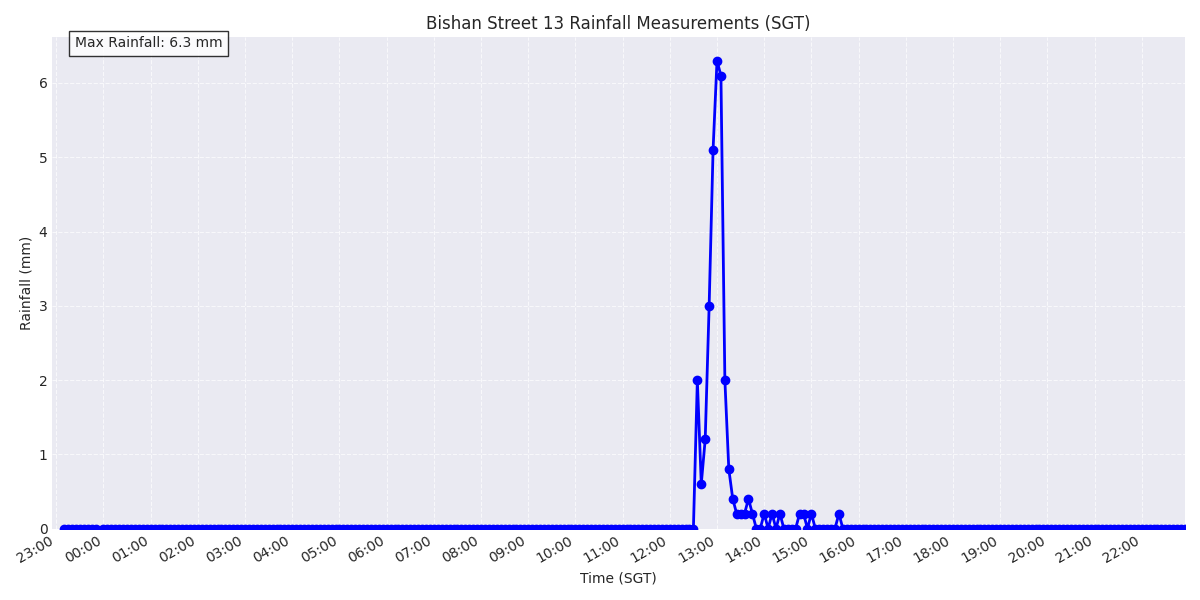 Bishan Street 13 Rainfall Measurements (SGT)
Max Rainfall: 6.3 mm
Rainfall (mm)
6
5
4
3
2
1
0
23:00 00:00 01:00 02:00 03:00 04:00 05:00 06:00 07:00 08:00 09:00 10:00 11:00 12:00 13:00 14:00 15:00 16:00 17:00 18:00 19:00 20:00 21:00 22:00
Time (SGT)